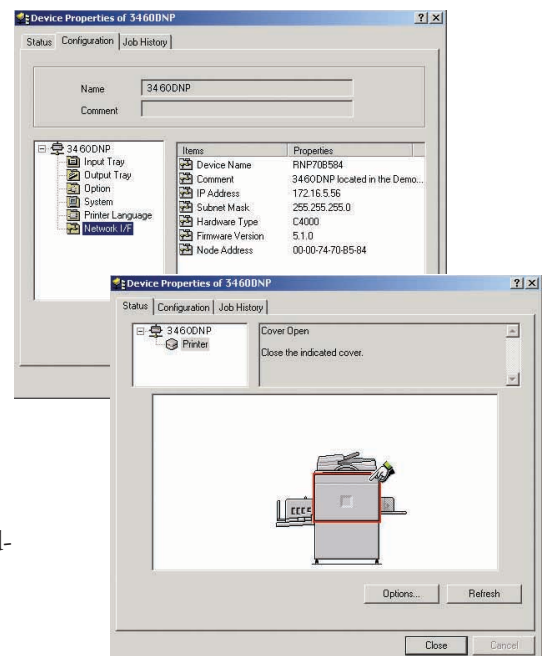 Device Properties of 3460DNP
Status Configuration Job History
Name 3460DNP
Comment
3460DNP
Input Tray
Output Tray
Option
System
Printer Language
Network I/F
Items Properties
Device Name RNP70B584
Comment 3460DNP located in the Demo...
IP Address 172.16.5.56
Subnet Mask 255.255.255.0
Hardware Type C4000
Firmware Version 5.1.0
Node Address 00-00-74-70-B5-84
Device Properties of 3460DNP
Status Configuration Job History
3460DNP
Printer
Cover Open
Close the indicated cover.
Options... Refresh
Close Cancel